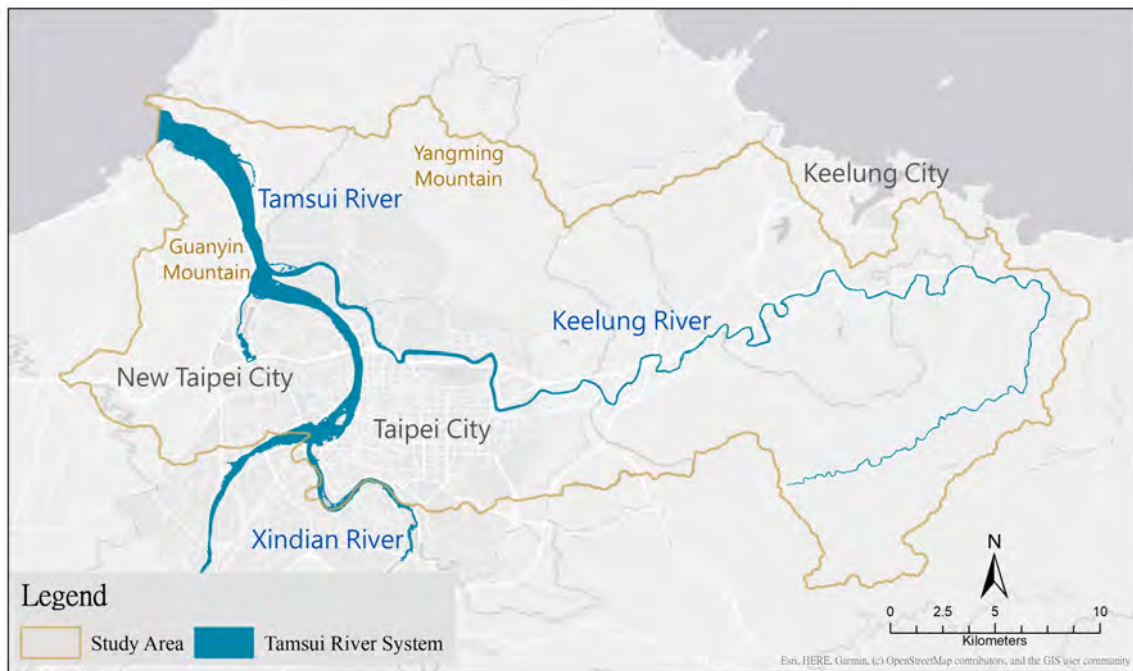 Yangming
Mountain
Keelung City
Tamsui River
Guanyin
Mountain
Keelung River
New Taipei City
Taipei City
Xindian River
N
Legend
Study Area
Tamsui River System
0 2.5 5 10
Kilometers
Esri, HERE, Garmin, (c) OpenStreetMap contributors, and the GIS user community